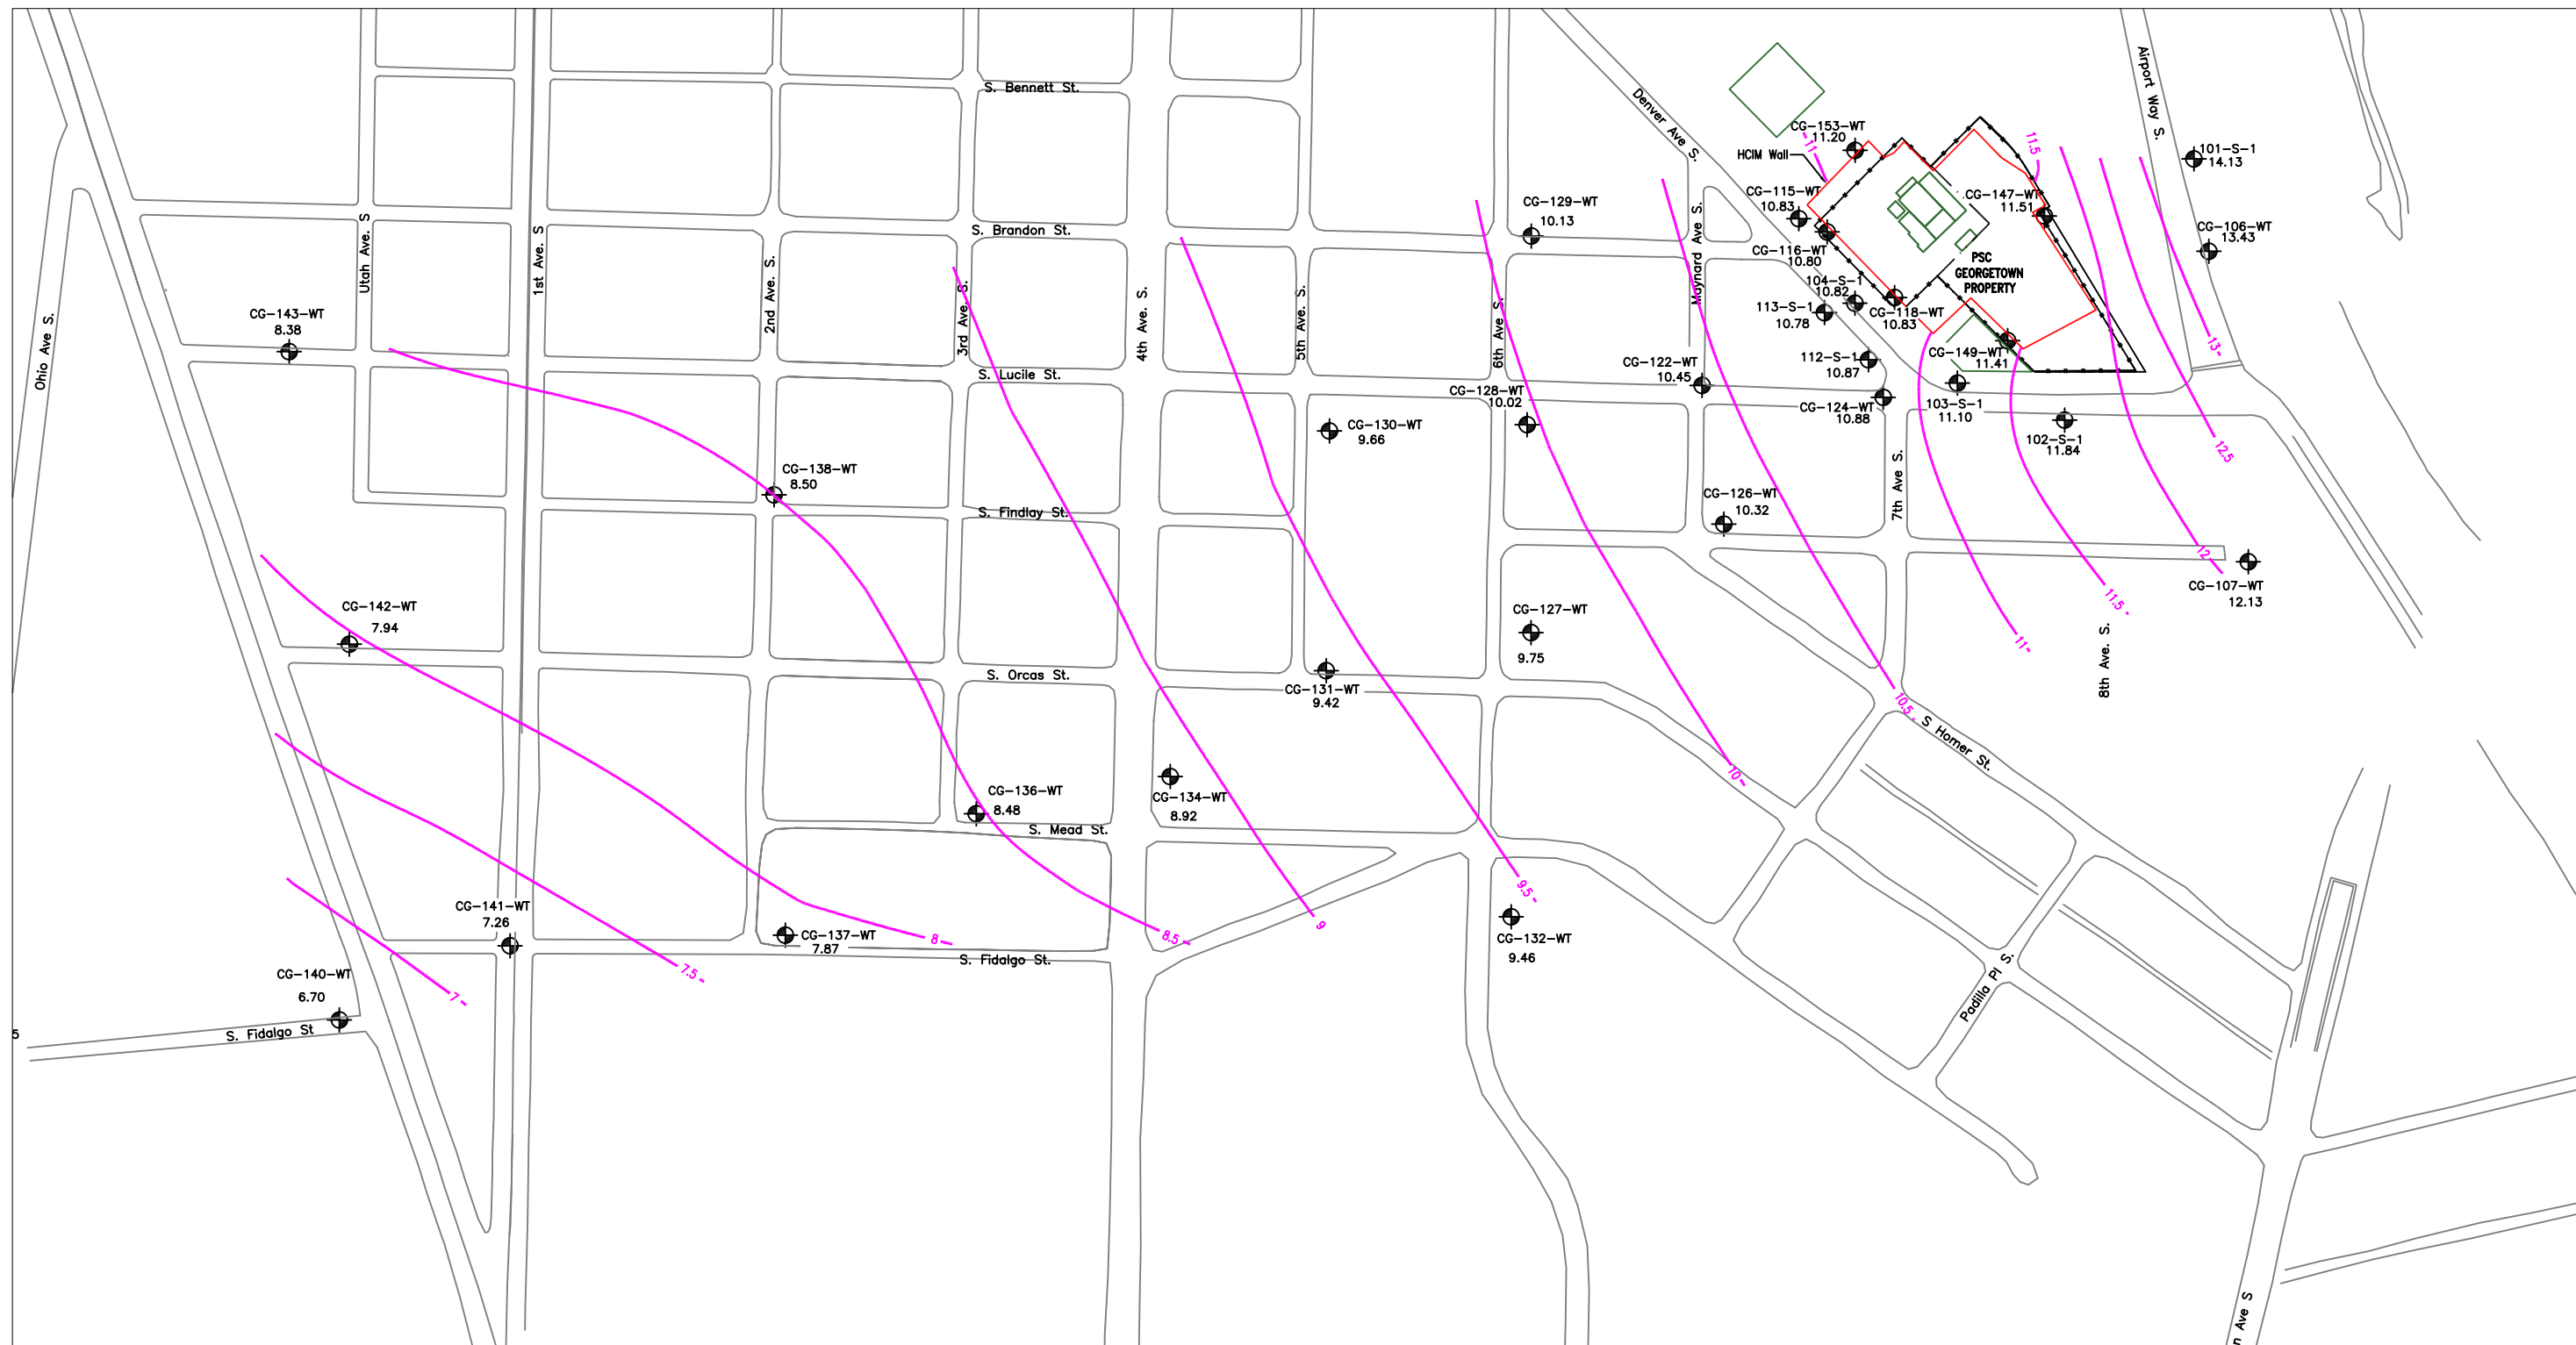 S. Bennett St.
Denver Ave S.
Airport Way S.
CG-153-WT
11.20
11
HCIM Wall
11.5
101-S-1
14.13
CG-115-WT
10.83
CG-147-WT
11.51
CG-129-WT
10.13
CG-106-WT
13.43
Utah Ave. S
1st Ave. S
2nd Ave. S.
S. Brandon St.
3rd Ave. S.
4th Ave. S.
5th Ave. S.
6th Ave S.
Maynard Ave S.
CG-116-WT
10.80
PSC
GEORGETOWN
PROPERTY
104-S-1
10.82
113-S-1
10.78
CG-118-WT
10.83
CG-143-WT
8.38
Ohio Ave S.
13
CG-149-WT
11.41
112-S-1
10.87
CG-122-WT
10.45
S. Lucile St.
CG-128-WT
10.02
CG-124-WT
10.88
103-S-1
11.10
CG-130-WT
9.66
102-S-1
11.84
12.5
CG-138-WT
8.50
7th Ave S.
CG-126-WT
10.32
S. Findlay St.
12
CG-107-WT
12.13
CG-142-WT
7.94
CG-127-WT
9.75
11.5
11
8th Ave. S.
S. Orcas St.
CG-131-WT
9.42
10.5
S Homer St.
10
CG-136-WT
8.48
CG-134-WT
8.92
S. Mead St.
9.5
CG-141-WT
7.26
CG-137-WT
7.87
8
8.5
9
CG-132-WT
9.46
S. Fidalgo St.
7.5
CG-140-WT
6.70
7
Padilla Pl S.
5
S. Fidalgo St
n Ave S